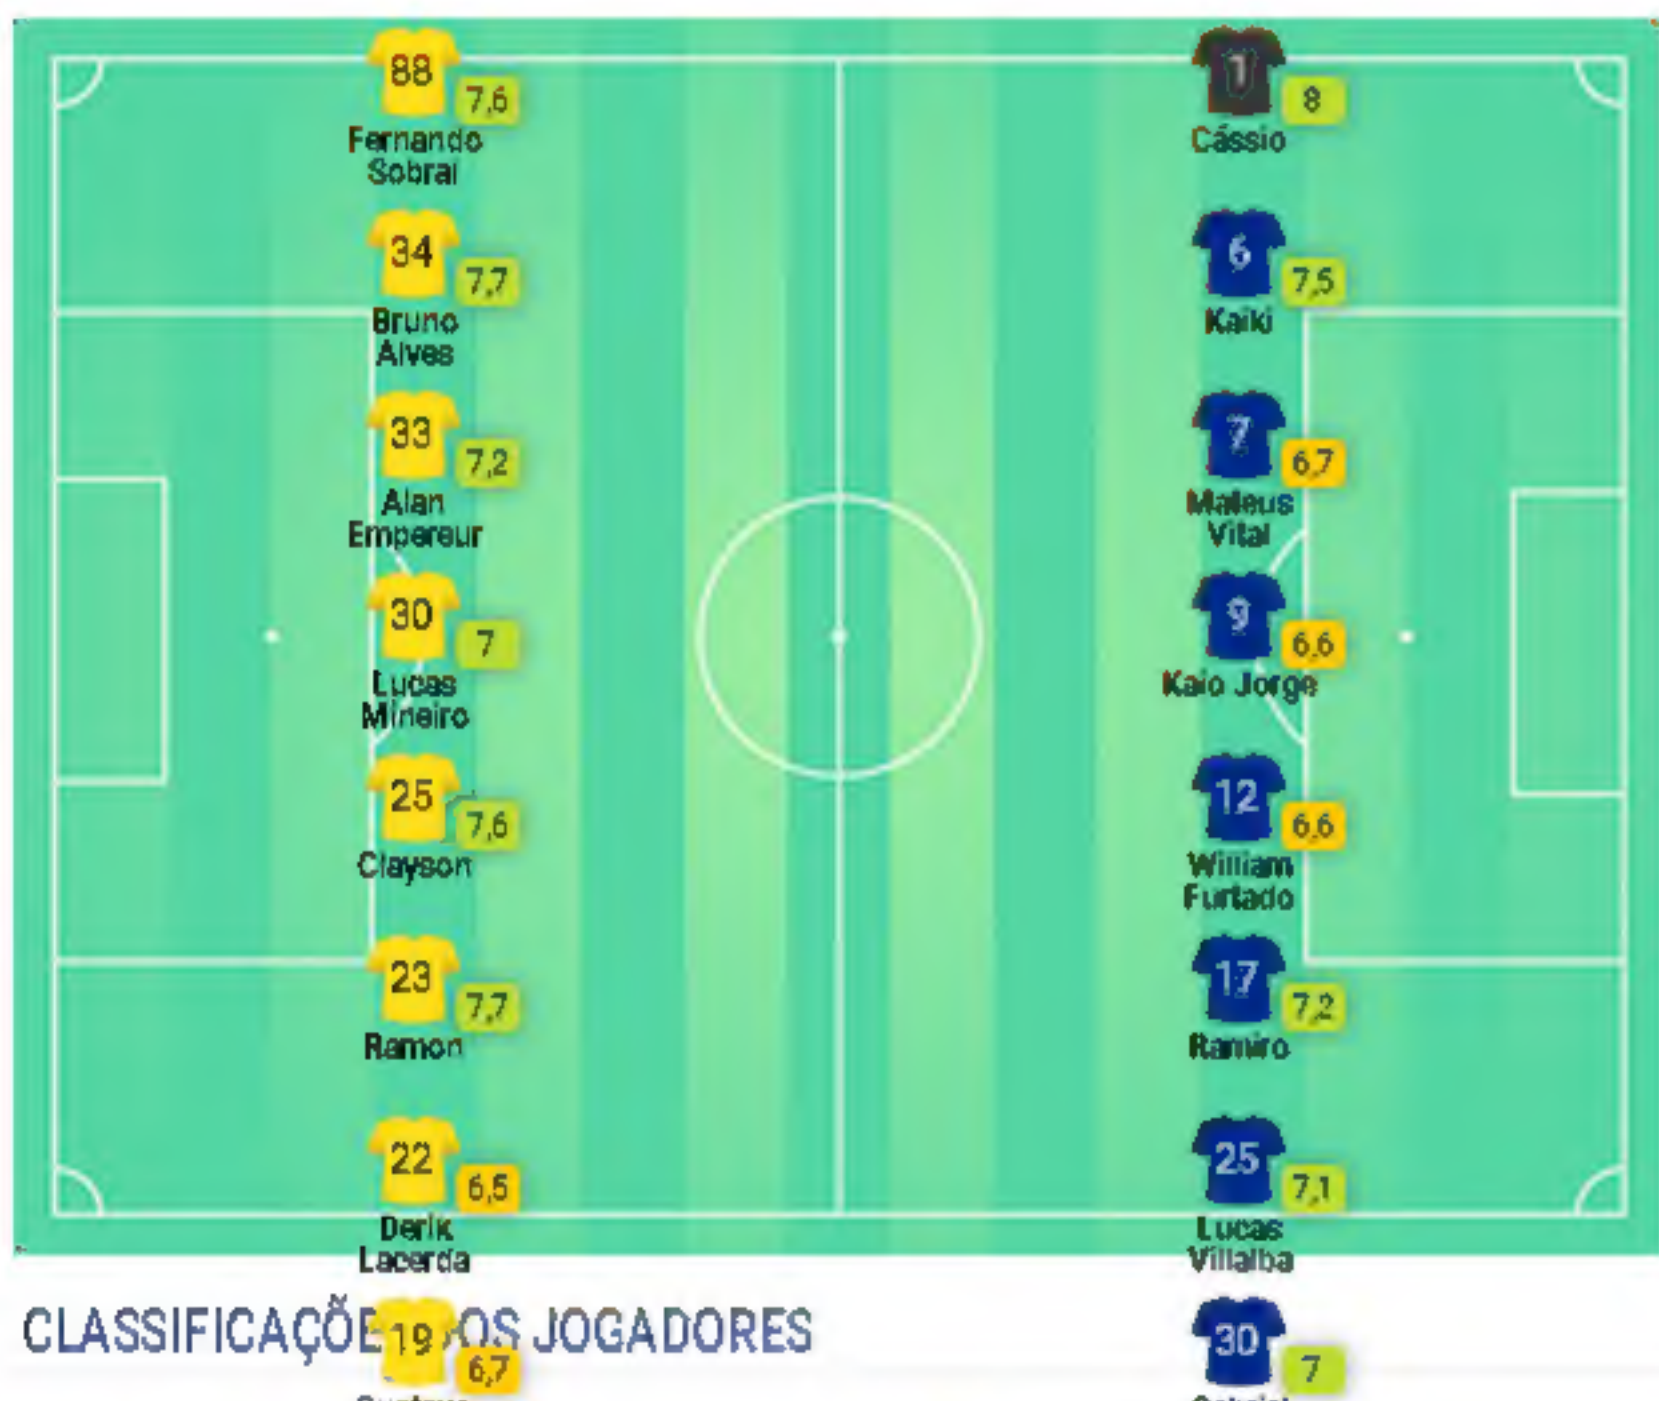 88
7,6
Fernando
Sobral
34
7,7
Bruno
Alves
33
7,2
Alan
Empereur
30
7
Lucas
Mineiro
25
7,6
Clayson
23
7,7
Ramon
22
6,5
Derik
Lacerda
19
6,7
1
8
Cássio
6
7,5
Kaiki
7
6,7
Mateus
Vital
9
6,6
Kaio Jorge
12
6,6
William
Furtado
17
7,2
Ramiro
25
7,1
Lucas
Villalba
30
7
JOGADORES